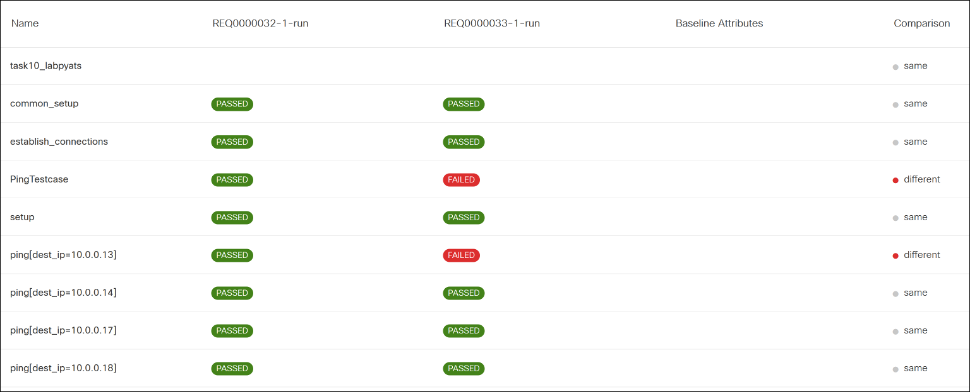 Name REQ0000032-1-run REQ0000033-1-run Baseline Attributes Comparison
task10_labpyats same
common_setup PASSED PASSED same
establish_connections PASSED PASSED same
PingTestcase PASSED FAILED different
setup PASSED PASSED same
ping[dest_ip=10.0.0.13] PASSED FAILED different
ping[dest_ip=10.0.0.14] PASSED PASSED same
ping[dest_ip=10.0.0.17] PASSED PASSED same
ping[dest_ip=10.0.0.18] PASSED PASSED same